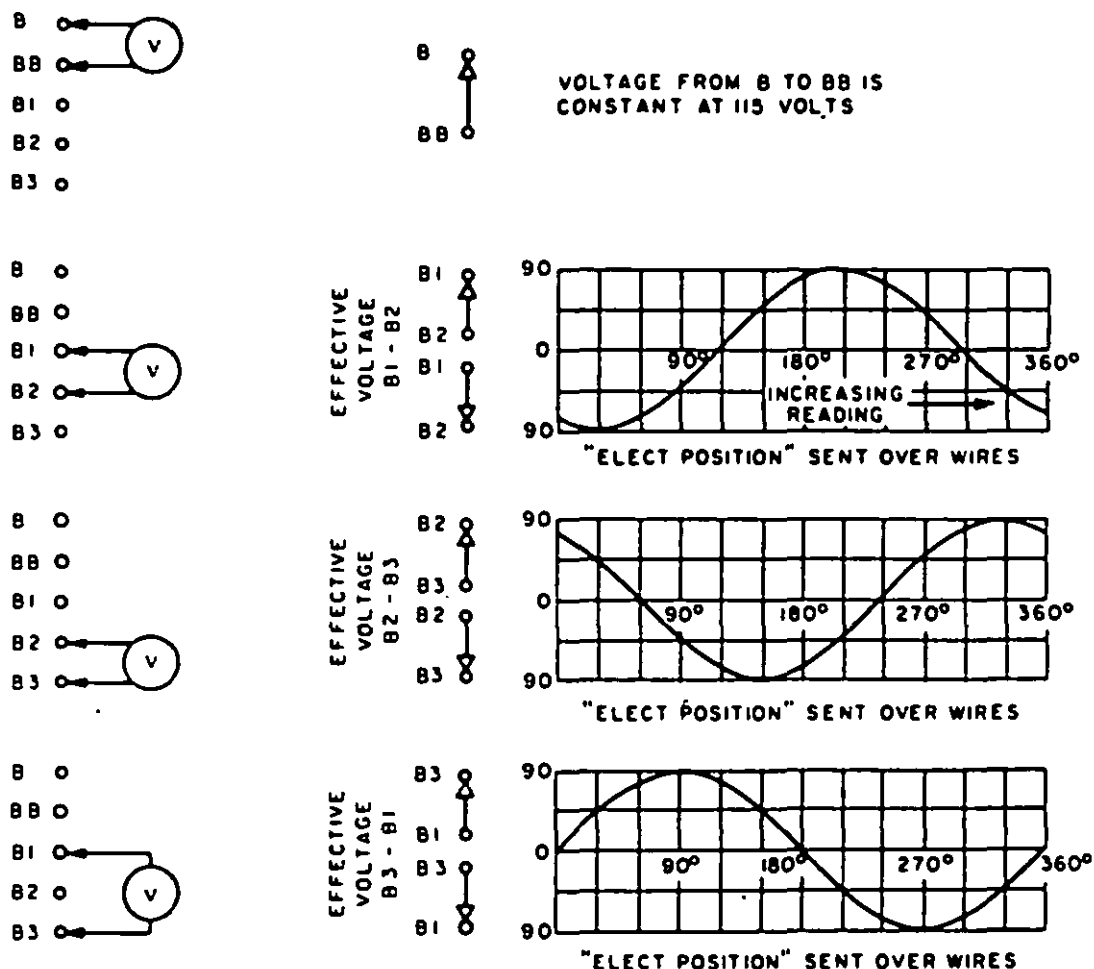 B
V
BB
B1
B2
B3
B
BB
VOLTAGE FROM B TO BB IS
CONSTANT AT 115 VOLTS
B
BB
B1
V
B2
B3
EFFECTIVE
VOLTAGE
B1 - B2
B1
B2
B1
B2
90
0
90
90° 180° 270° 360°
INCREASING
READING
"ELECT POSITION" SENT OVER WIRES
B
BB
B1
B2
V
B3
EFFECTIVE
VOLTAGE
B2 - B3
B2
B3
B2
B3
90
0
90
90° 180° 270° 360°
"ELECT POSITION" SENT OVER WIRES
B
BB
B1
B2
V
B3
EFFECTIVE
VOLTAGE
B3 - B1
B3
B1
B3
B1
90
0
90
90° 180° 270° 360°
"ELECT POSITION" SENT OVER WIRES